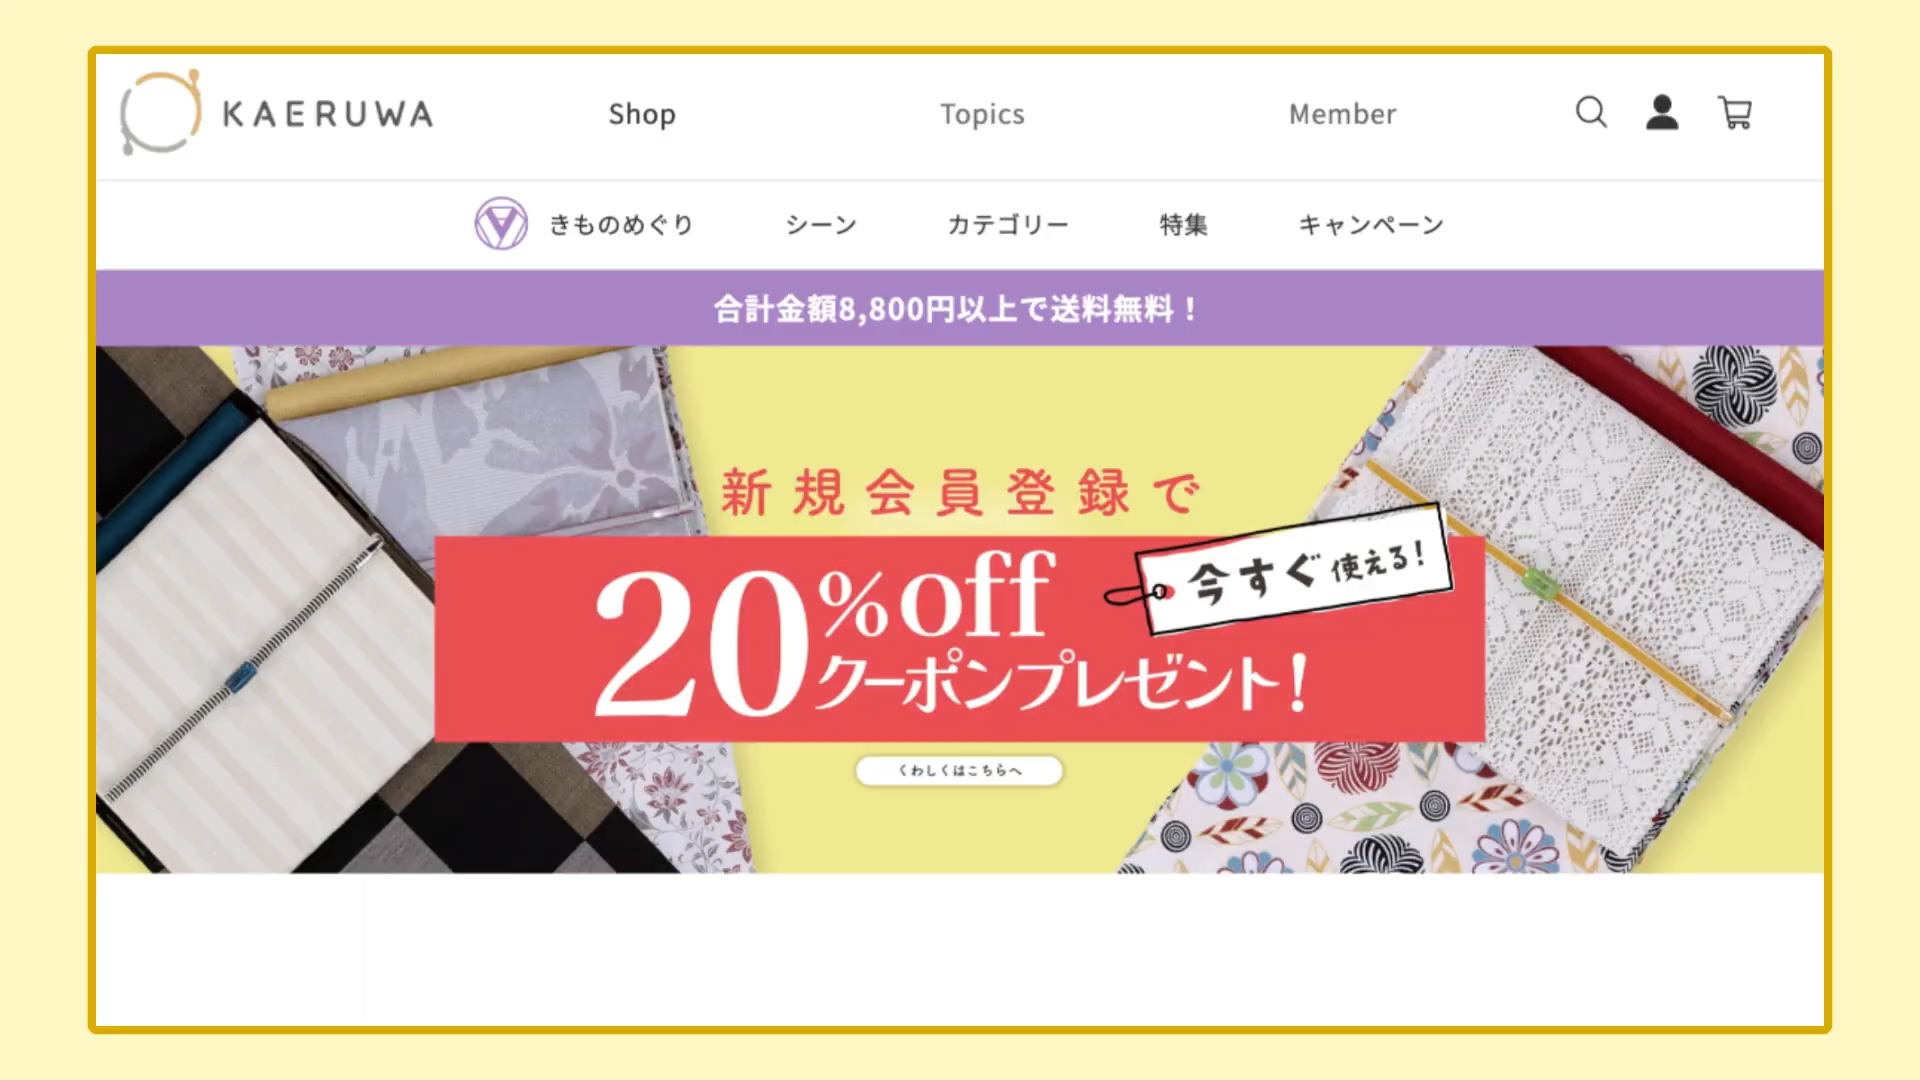 KAERUWA
Shop
Topics
Member
きものめぐり
シーン
カテゴリー
特集
キャンペーン
合計金額8,800円以上で送料無料！
新規会員登録で
今すぐ使える！
20%off
クーポンプレゼント！
くわしくはこちらへ